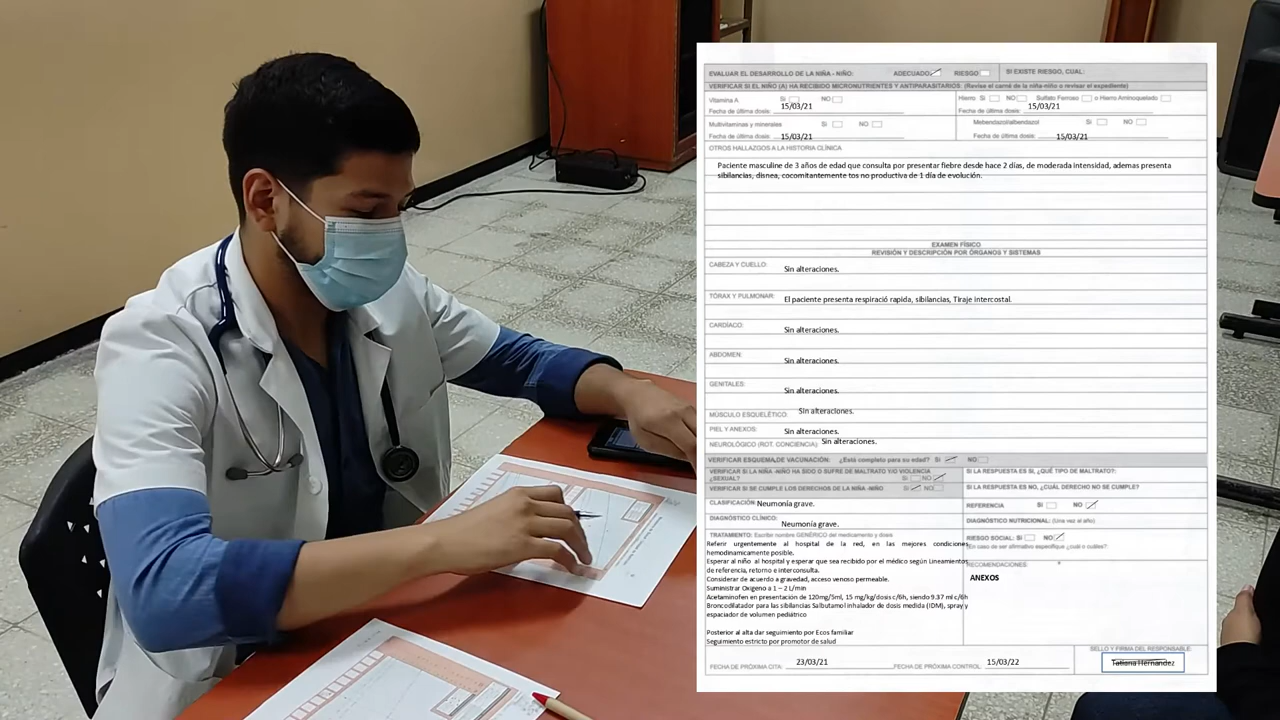 EVALUAR EL DESARROLLO DE LA NIÑA - NIÑO: ADECUADO: RIESGO SI EXISTE RIESGO, CUAL:
VERIFICAR SI EL NIÑO (A) HA RECIBIDO MICRONUTRIENTES Y ANTIPARASITARIOS: (Revise el carné de la niña-niño o revisar el expediente)
Vitamina A Si NO
Fecha de última dosis: 15/03/21
Hierro Si NO Sulfato Ferroso o Hierro Aminoquelado
Fecha de última dosis: 15/03/21
Multivitaminas y minerales Si NO
Fecha de última dosis: 15/03/21
Mebendazol/albendazol Si NO
Fecha de última dosis: 15/03/21
OTROS HALLAZGOS A LA HISTORIA CLÍNICA
Paciente masculine de 3 años de edad que consulta por presentar fiebre desde hace 2 días, de moderada intensidad, ademas presenta
sibilancias, disnea, cocomitantemente tos no productiva de 1 día de evolución.
EXAMEN FÍSICO
REVISIÓN Y DESCRIPCIÓN POR ÓRGANOS Y SISTEMAS
CABEZA Y CUELLO: Sin alteraciones.
TÓRAX Y PULMONAR: El paciente presenta respiració rapida, sibilancias, Tiraje intercostal.
CARDÍACO: Sin alteraciones.
ABDOMEN: Sin alteraciones.
GENITALES: Sin alteraciones.
MÚSCULO ESQUELÉTICO: Sin alteraciones.
PIEL Y ANEXOS: Sin alteraciones.
NEUROLÓGICO (ROT. CONCIENCIA): Sin alteraciones.
VERIFICAR ESQUEMA DE VACUNACIÓN: ¿Está completo para su edad? Si NO
VERIFICAR SI LA NIÑA -NIÑO HA SIDO O SUFRE DE MALTRATO Y/O VIOLENCIA
¿SEXUAL? SI NO
SI LA RESPUESTA ES SI, ¿QUÉ TIPO DE MALTRATO?:
VERIFICAR SI SE CUMPLE LOS DERECHOS DE LA NIÑA -NIÑO SI NO
SI LA RESPUESTA ES NO, ¿CUÁL DERECHO NO SE CUMPLE?
CLASIFICACIÓN: Neumonía grave.
REFERENCIA SI NO
DIAGNÓSTICO CLÍNICO: Neumonía grave.
DIAGNÓSTICO NUTRICIONAL: (Una vez al año)
TRATAMIENTO: Escribir nombre GENÉRICO del medicamento y dosis
Referir urgentemente al hospital de la red, en las mejores condiciones
hemodinamicamente posible.
Esperar al niño al hospital y esperar que sea recibido por el médico según Lineamientos
de referencia, retorno e interconsulta.
Considerar de acuerdo a gravedad, acceso venoso permeable.
Suministrar Oxigeno a 1 – 2 L/min
Acetaminofen en presentación de 120mg/5ml, 15 mg/kg/dosis c/6h, siendo 9.37 ml c/6h
Broncodilatador para las sibilancias Salbutamol inhalador de dosis medida (IDM), spray y
espaciador de volumen pediátrico
Posterior al alta dar seguimiento por Ecos familiar
Seguimiento estricto por promotor de salud
RIESGO SOCIAL: Si NO
(En caso de ser afirmativo especifique ¿cuál o cuáles?:
RECOMENDACIONES:
ANEXOS
SELLO Y FIRMA DEL RESPONSABLE:
FECHA DE PRÓXIMA CITA: 23/03/21 FECHA DE PRÓXIMA CONTROL 15/03/22
Tatiana Hernández